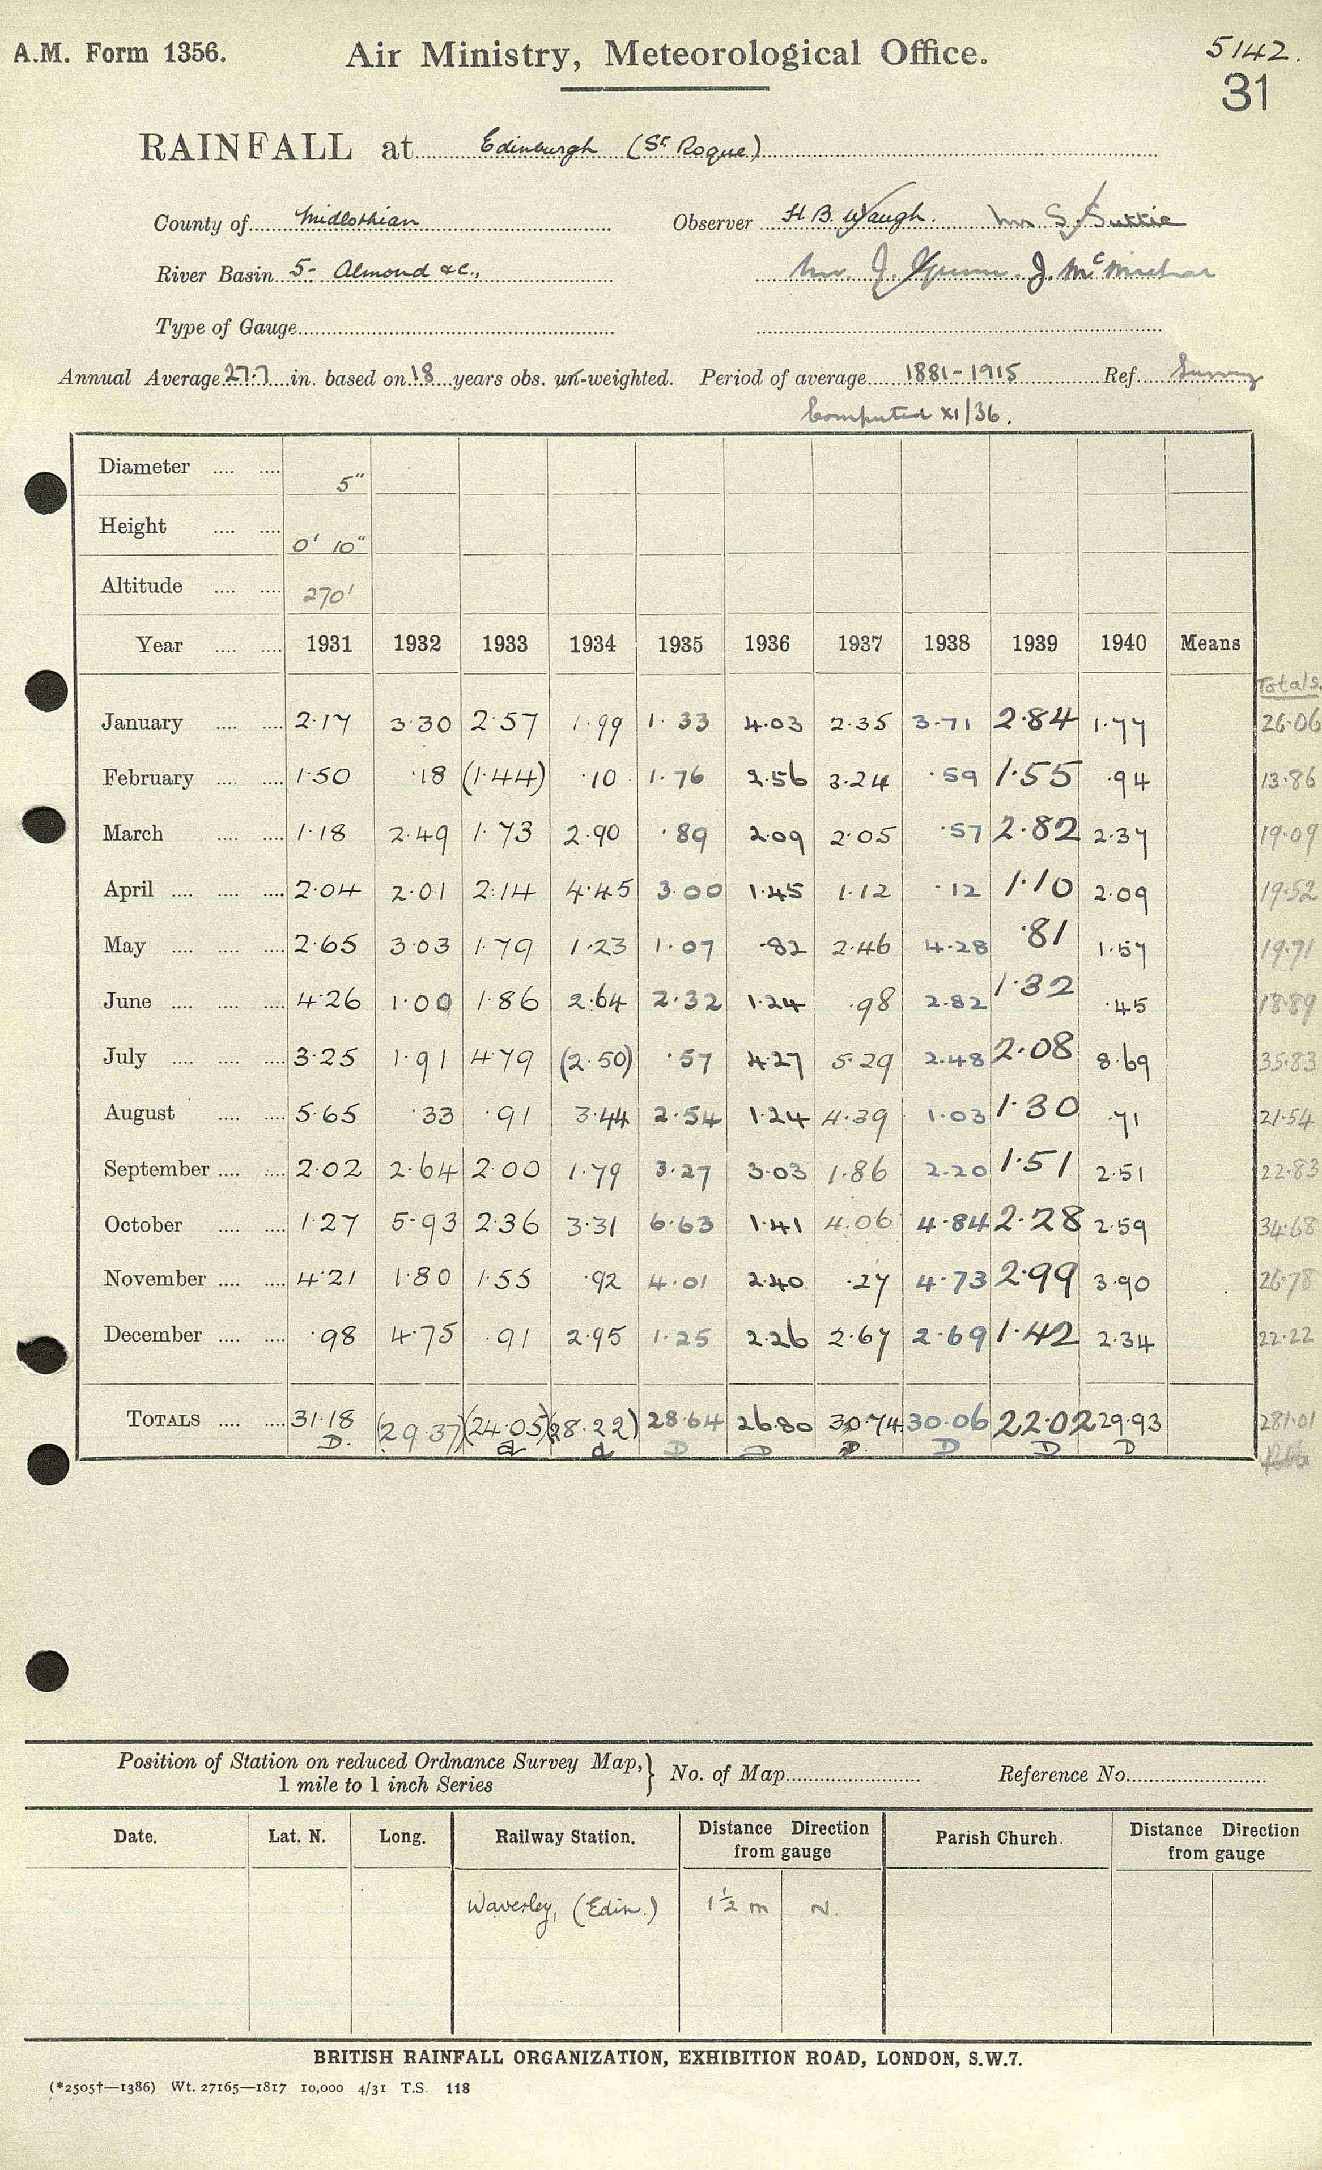 A.M. Form 1356. Air Ministry, Meteorological Office. 5142.
31
RAINFALL at Edinburgh (St Roque)
County of Midlothian Observer H B Waugh. Mr S. Suttie
River Basin 5- Almond &c., J. McMichar
Type of Gauge
Annual Average 27.7 in. based on 18 years obs. un-weighted. Period of average 1881-1915 Ref. Survey
Computed XI/36.
Diameter 5"
Height 0' 10"
Altitude 270'
Year 1931 1932 1933 1934 1935 1936 1937 1938 1939 1940 Means
Totals.
January 2.17 3.30 2.57 1.99 1.33 4.03 2.35 3.71 2.84 1.77 26.06
February 1.50 .18 (1.44) .10 1.76 2.56 3.24 .59 1.55 .94 13.86
March 1.18 2.49 1.73 2.90 .89 2.09 2.05 .57 2.82 2.37 19.09
April 2.04 2.01 2.14 4.45 3.00 1.45 1.12 .12 1.10 2.09 19.52
May 2.65 3.03 1.79 1.23 1.07 .82 2.46 4.28 .81 1.57 19.71
June 4.26 1.00 1.86 2.64 2.32 1.24 .98 2.82 1.32 .45 18.89
July 3.25 1.91 4.79 (2.50) .57 4.27 5.29 2.48 2.08 8.69 35.83
August 5.65 .33 .91 3.44 2.54 1.24 4.39 1.03 1.30 .71 21.54
September 2.02 2.64 2.00 1.79 3.27 3.03 1.86 2.20 1.51 2.51 22.83
October 1.27 5.93 2.36 3.31 6.63 1.41 4.06 4.84 2.28 2.59 34.68
November 4.21 1.80 1.55 .92 4.01 2.40 .27 4.73 2.99 3.90 26.78
December .98 4.75 .91 2.95 1.25 2.26 2.67 2.69 1.42 2.34 22.22
TOTALS 31.18 (29.37) (24.05) (28.22) 28.64 26.80 30.74 30.06 22.02 29.93 281.01
D. a a D D D D D D
Position of Station on reduced Ordnance Survey Map, } No. of Map Reference No.
1 mile to 1 inch Series
Date. Lat. N. Long. Railway Station. Distance Direction from gauge Parish Church. Distance Direction from gauge
Waverley, (Edin.) 1½ m N.
BRITISH RAINFALL ORGANIZATION, EXHIBITION ROAD, LONDON, S.W.7.
(*2505†—1386) Wt. 27165—1817 10,000 4/31 T.S. 118